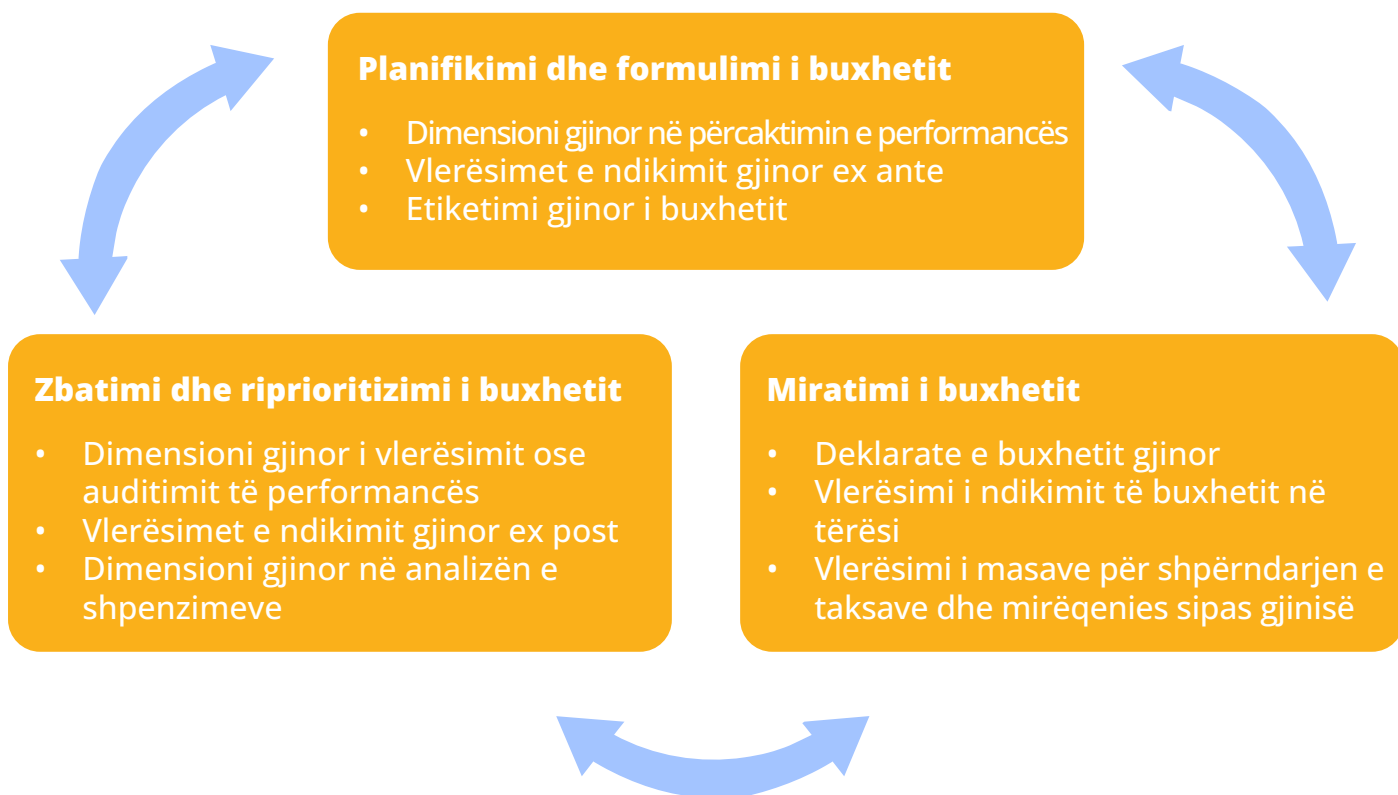 Planifikimi dhe formulimi i buxhetit
• Dimensioni gjinor në përcaktimin e performancës
• Vlerësimet e ndikimit gjinor ex ante
• Etiketimi gjinor i buxhetit
Zbatimi dhe riprioritizimi i buxhetit
• Dimensioni gjinor i vlerësimit ose
auditimit të performancës
• Vlerësimet e ndikimit gjinor ex post
• Dimensioni gjinor në analizën e
shpenzimeve
Miratimi i buxhetit
• Deklarate e buxhetit gjinor
• Vlerësimi i ndikimit të buxhetit në
tërësi
• Vlerësimi i masave për shpërndarjen e
taksave dhe mirëqenies sipas gjinisë